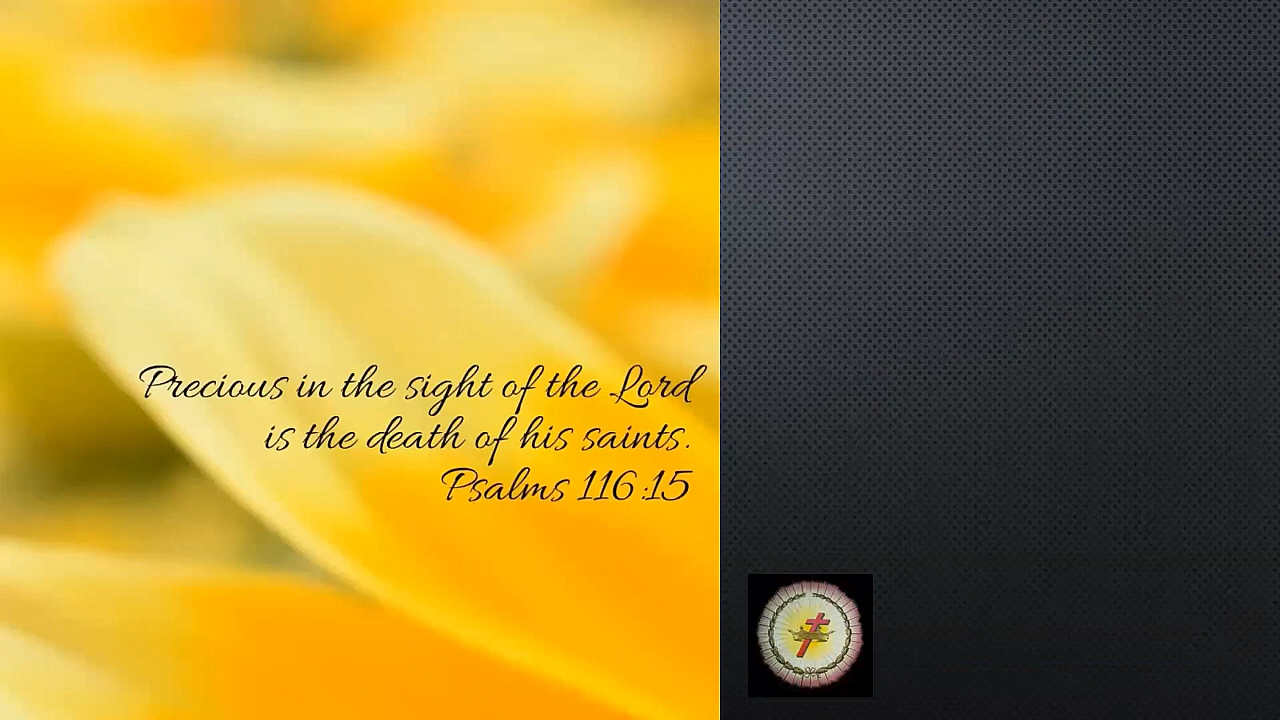 Precious in the sight of the Lord
is the death of his saints.
Psalms 116:15